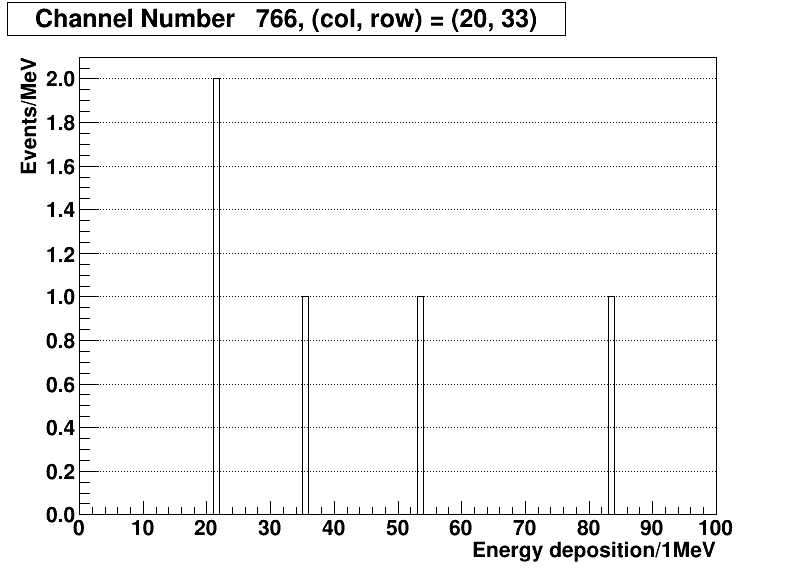 Channel Number 766, (col, row) = (20, 33)
Events/MeV
2.0
1.8
1.6
1.4
1.2
1.0
0.8
0.6
0.4
0.2
0.0
0 10 20 30 40 50 60 70 80 90 100
Energy deposition/1MeV